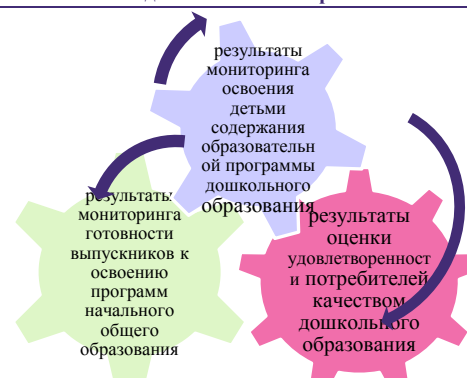 результаты
мониторинга
освоения
детьми
содержания
образовательн
ой программы
дошкольного
образования
результаты
мониторинга
готовности
выпускников к
освоению
программ
начального
общего
образования
результаты
оценки
удовлетворенност
и потребителей
качеством
дошкольного
образования